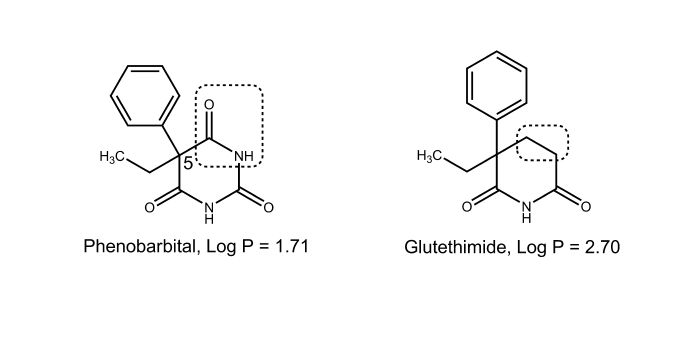 O
H₃C
5
NH
O
N
H
O
Phenobarbital, Log P = 1.71
H₃C
O
N
H
O
Glutethimide, Log P = 2.70